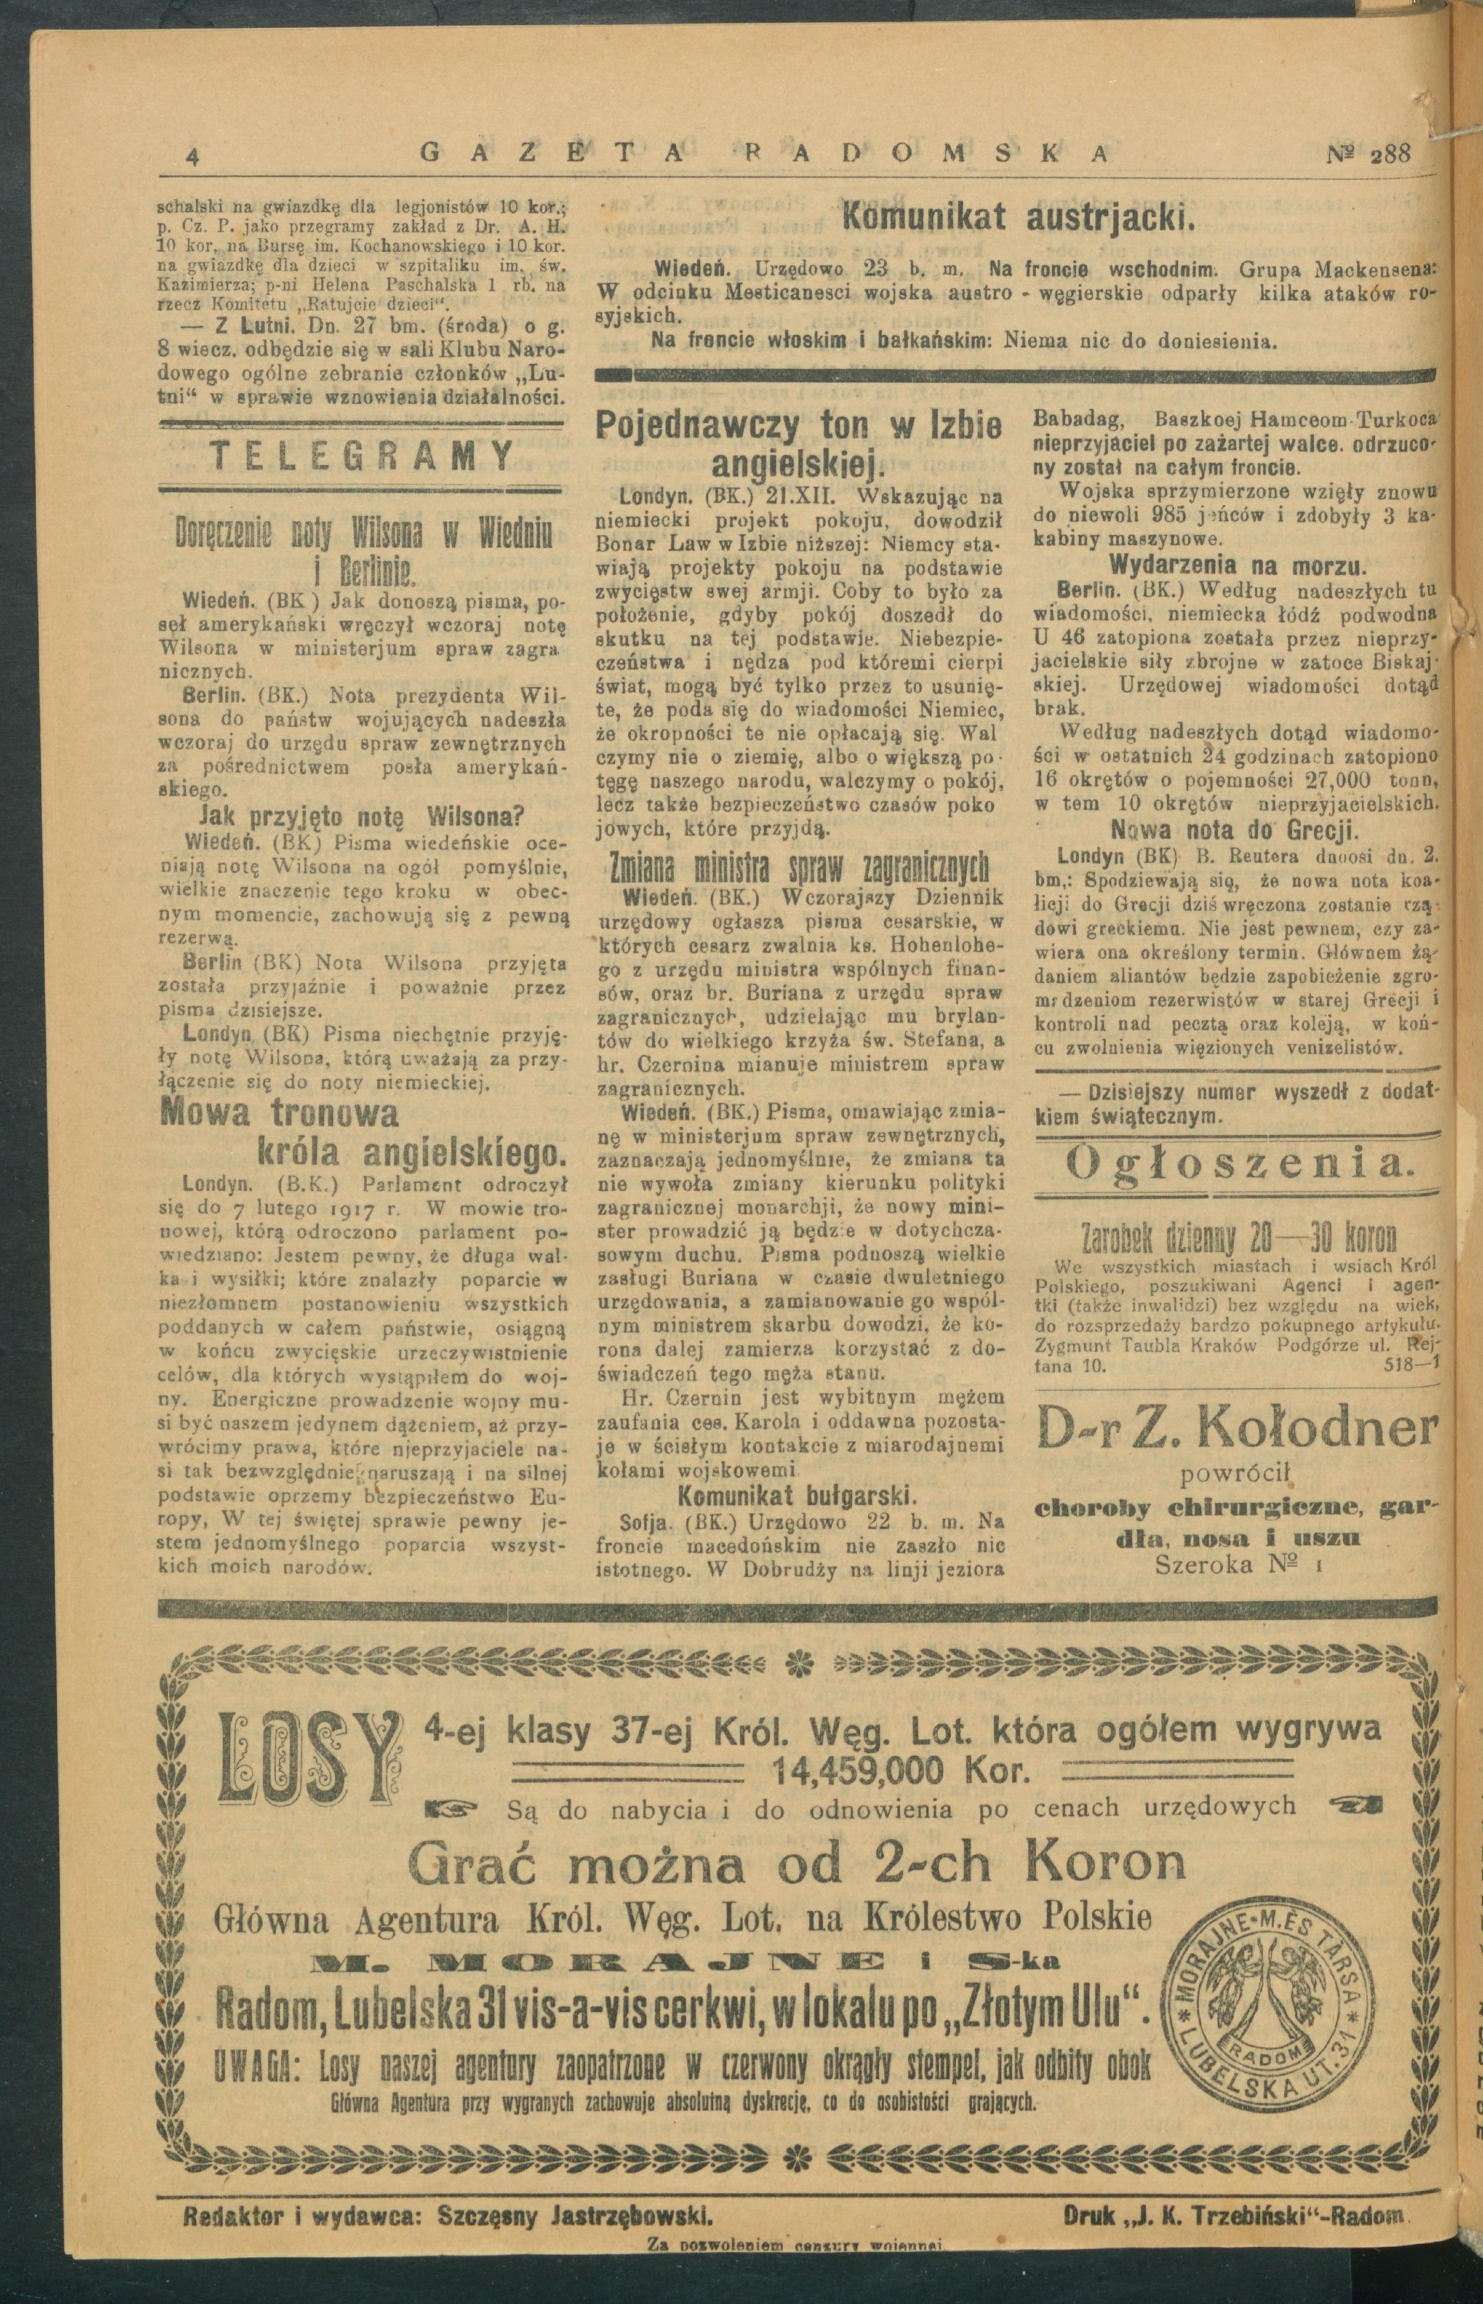 4
GAZETA RADOMSKA
№ 288
schalski na gwiazdkę dla legjonistów 10 kor.;
p. Cz. P. jako przegramy zakład z Dr. A. H.
10 kor. na Bursę im. Kochanowskiego i 10 kor.
na gwiazdkę dla dzieci w szpitaliku im. św.
Kazimierza; p-ni Helena Paschalska 1 rb. na
rzecz Komitetu „Ratujcie dzieci“.
— Z Lutni. Dn. 27 bm. (środa) o g.
8 wiecz. odbędzie się w sali Klubu Naro-
dowego ogólne zebranie członków „Lu-
tni“ w sprawie wznowienia działalności.
TELEGRAMY
Doręczenie noty Wilsona w Wiedniu
i Berlinie.
Wiedeń. (BK ) Jak donoszą pisma, po-
seł amerykański wręczył wczoraj notę
Wilsona w ministerjum spraw zagra
nicznych.
Berlin. (BK.) Nota prezydenta Wil-
sona do państw wojujących nadeszła
wczoraj do urzędu spraw zewnętrznych
za pośrednictwem posła amerykań-
skiego.
Jak przyjęto notę Wilsona?
Wiedeń. (BK) Pisma wiedeńskie oce-
niają notę Wilsona na ogół pomyślnie,
wielkie znaczenie tego kroku w obec-
nym momencie, zachowują się z pewną
rezerwą.
Berlin (BK) Nota Wilsona przyjęta
została przyjaźnie i poważnie przez
pisma dzisiejsze.
Londyn (BK) Pisma niechętnie przyję-
ły notę Wilsona, którą uważają za przy-
łączenie się do noty niemieckiej.
Mowa tronowa
króla angielskiego.
Londyn. (B.K.) Parlament odroczył
się do 7 lutego 1917 r. W mowie tro-
nowej, którą odroczono parlament po-
wiedziano: Jestem pewny, że długa wal-
ka i wysiłki; które znalazły poparcie w
niezłomnem postanowieniu wszystkich
poddanych w całem państwie, osiągną
w końcu zwycięskie urzeczywistnienie
celów, dla których wystąpiłem do woj-
ny. Energiczne prowadzenie wojny mu-
si być naszem jedynem dążeniem, aż przy-
wrócimy prawa, które nieprzyjaciele na-
si tak bezwzględnie naruszają i na silnej
podstawie oprzemy bezpieczeństwo Eu-
ropy, W tej świętej sprawie pewny je-
stem jednomyślnego poparcia wszyst-
kich moich narodów.
Komunikat austrjacki.
Wiedeń. Urzędowo 23 b. m. Na froncie wschodnim. Grupa Mackensena:
W odcinku Mesticanesci wojska austro - węgierskie odparły kilka ataków ro-
syjskich.
Na froncie włoskim i bałkańskim: Niema nic do doniesienia.
Pojednawczy ton w Izbie
angielskiej.
Londyn. (BK.) 21.XII. Wskazując na
niemiecki projekt pokoju, dowodził
Bonar Law w Izbie niższej: Niemcy sta-
wiają projekty pokoju na podstawie
zwycięstw swej armji. Coby to było za
położenie, gdyby pokój doszedł do
skutku na tej podstawie. Niebezpie-
czeństwa i nędza pod któremi cierpi
świat, mogą być tylko przez to usunię-
te, że poda się do wiadomości Niemiec,
że okropności te nie opłacają się. Wal
czymy nie o ziemię, albo o większą po-
tęgę naszego narodu, walczymy o pokój,
lecz także bezpieczeństwo czasów poko
jowych, które przyjdą.
Zmiana ministra spraw zagranicznych
Wiedeń. (BK.) Wczorajszy Dziennik
urzędowy ogłasza pisma cesarskie, w
których cesarz zwalnia ks. Hohenlohe-
go z urzędu ministra wspólnych finan-
sów, oraz br. Buriana z urzędu spraw
zagranicznych, udzielając mu brylan-
tów do wielkiego krzyża św. Stefana, a
hr. Czernina mianuje ministrem spraw
zagranicznych.
Wiedeń. (BK.) Pisma, omawiając zmia-
nę w ministerjum spraw zewnętrznych,
zaznaczają jednomyślnie, że zmiana ta
nie wywoła zmiany kierunku polityki
zagranicznej monarchji, że nowy mini-
ster prowadzić ją będzie w dotychcza-
sowym duchu. Pisma podnoszą wielkie
zasługi Buriana w czasie dwuletniego
urzędowania, a zamianowanie go wspól-
nym ministrem skarbu dowodzi, że ko-
rona dalej zamierza korzystać z do-
świadczeń tego męża stanu.
Hr. Czernin jest wybitnym mężem
zaufania ces. Karola i oddawna pozosta-
je w ścisłym kontakcie z miarodajnemi
kołami wojskowemi
Komunikat bułgarski.
Sofja. (BK.) Urzędowo 22 b. m. Na
froncie macedońskim nie zaszło nic
istotnego. W Dobrudży na linji jeziora
Babadag, Baszkoej Hamceom-Turkoca
nieprzyjaciel po zażartej walce. odrzuco-
ny został na całym froncie.
Wojska sprzymierzone wzięły znowu
do niewoli 985 jeńców i zdobyły 3 ka-
kabiny maszynowe.
Wydarzenia na morzu.
Berlin. (BK.) Według nadeszłych tu
wiadomości, niemiecka łódź podwodna
U 46 zatopiona została przez nieprzy-
jacielskie siły zbrojne w zatoce Biskaj-
skiej. Urzędowej wiadomości dotąd
brak.
Według nadeszłych dotąd wiadomo-
ści w ostatnich 24 godzinach zatopiono
16 okrętów o pojemności 27,000 tonn,
w tem 10 okrętów nieprzyjacielskich.
Nowa nota do Grecji.
Londyn (BK) B. Reutera donosi dn. 2.
bm,: Spodziewają się, że nowa nota koa-
licji do Grecji dziś wręczona zostanie rzą-
dowi greckiemu. Nie jest pewnem, czy za-
wiera ona określony termin. Głównem żą-
daniem aliantów będzie zapobieżenie zgro-
madzeniom rezerwistów w starej Grecji i
kontroli nad pecztą oraz koleją, w koń-
cu zwolnienia więzionych venizelistów.
— Dzisiejszy numer wyszedł z dodat-
kiem świątecznym.
Ogłoszenia.
Zarobek dzienny 20—30 koron
We wszystkich miastach i wsiach Król
Polskiego, poszukiwani Agenci i agen-
tki (także inwalidzi) bez względu na wiek,
do rozsprzedaży bardzo pokupnego artykułu.
Zygmunt Taubla Kraków Podgórze ul. Rej-
tana 10. 518—1
D-r Z. Kołodner
powrócił
choroby chirurgiczne, gar-
dła, nosa i uszu
Szeroka № 1
LOSY 4-ej klasy 37-ej Król. Węg. Lot. która ogółem wygrywa
14,459,000 Kor.
Są do nabycia i do odnowienia po cenach urzędowych
Grać można od 2-ch Koron
Główna Agentura Król. Węg. Lot. na Królestwo Polskie
M. MORAJNE i S-ka
Radom, Lubelska 31 vis-a-vis cerkwi, w lokalu po „Złotym Ulu“.
UWAGA: Losy naszej agentury zaopatrzone w czerwony okrągły stempel, jak odbity obok
Główna Agentura przy wygranych zachowuje absolutną dyskrecję, co do osobistości grających.
MORAJNE-M. ÉS TÁRSA
RADOM
LUBELSKA UT. 31
Redaktor i wydawca: Szczęsny Jastrzębowski.
Druk „J. K. Trzebiński“-Radom.
Za pozwoleniem cenzury wojennej